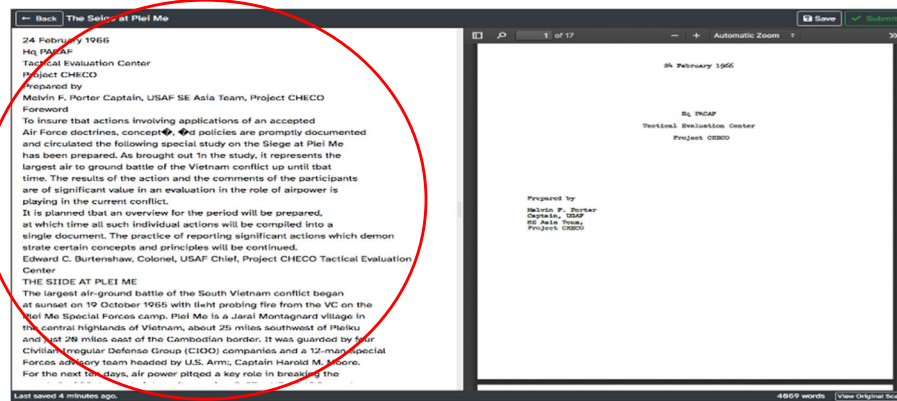 ← Back The Seige at Plei Me
Save
✓ Submit
24 February 1966
Hq PACAF
Tactical Evaluation Center
Project CHECO
Prepared by
Melvin F. Porter Captain, USAF SE Asia Team, Project CHECO
Foreword
To insure that actions involving applications of an accepted
Air Force doctrines, concept�, �d policies are promptly documented
and circulated the following special study on the Siege at Plei Me
has been prepared. As brought out 1n the study, it represents the
largest air to ground battle of the Vietnam conflict up until that
time. The results of the action and the comments of the participants
are of significant value in an evaluation in the role of airpower is
playing in the current conflict.
It is planned that an overview for the period will be prepared,
at which time all such individual actions will be compiled into a
single document. The practice of reporting significant actions which demon
strate certain concepts and principles will be continued.
Edward C. Burtenshaw, Colonel, USAF Chief, Project CHECO Tactical Evaluation
Center
THE SIIDE AT PLEI ME
The largest air-ground battle of the South Vietnam conflict began
at sunset on 19 October 1965 with light probing fire from the VC on the
Plei Me Special Forces camp. Plei Me is a Jarai Montagnard village in
the central highlands of Vietnam, about 25 miles southwest of Pleiku
and just 20 miles east of the Cambodian border. It was guarded by four
Civilian Irregular Defense Group (CIOO) companies and a 12-man special
Forces advisory team headed by U.S. Arm:, Captain Harold M. Moore.
For the next ten days, air power pltqed a key role in breaking the
Last saved 4 minutes ago.
1 of 17
− + Automatic Zoom
24 February 1966
Hq PACAF
Tactical Evaluation Center
Project CHECO
Prepared by
Melvin F. Porter
Captain, USAF
SE Asia Team,
Project CHECO
4869 words
View Original Sca